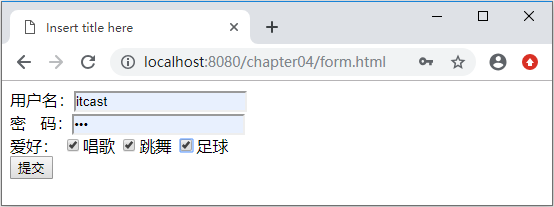 Insert title here
localhost:8080/chapter04/form.html
用户名：itcast
密 码：•••
爱好： 唱歌 跳舞 足球
提交